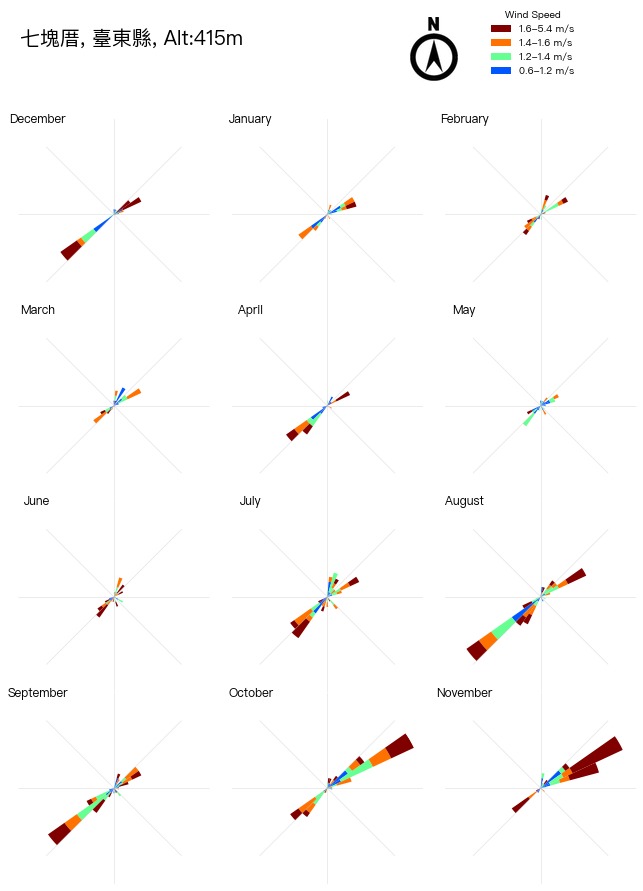 七塊厝, 臺東縣, Alt:415m
N
Wind Speed
1.6–5.4 m/s
1.4–1.6 m/s
1.2–1.4 m/s
0.6–1.2 m/s
December
January
February
March
April
May
June
July
August
September
October
November